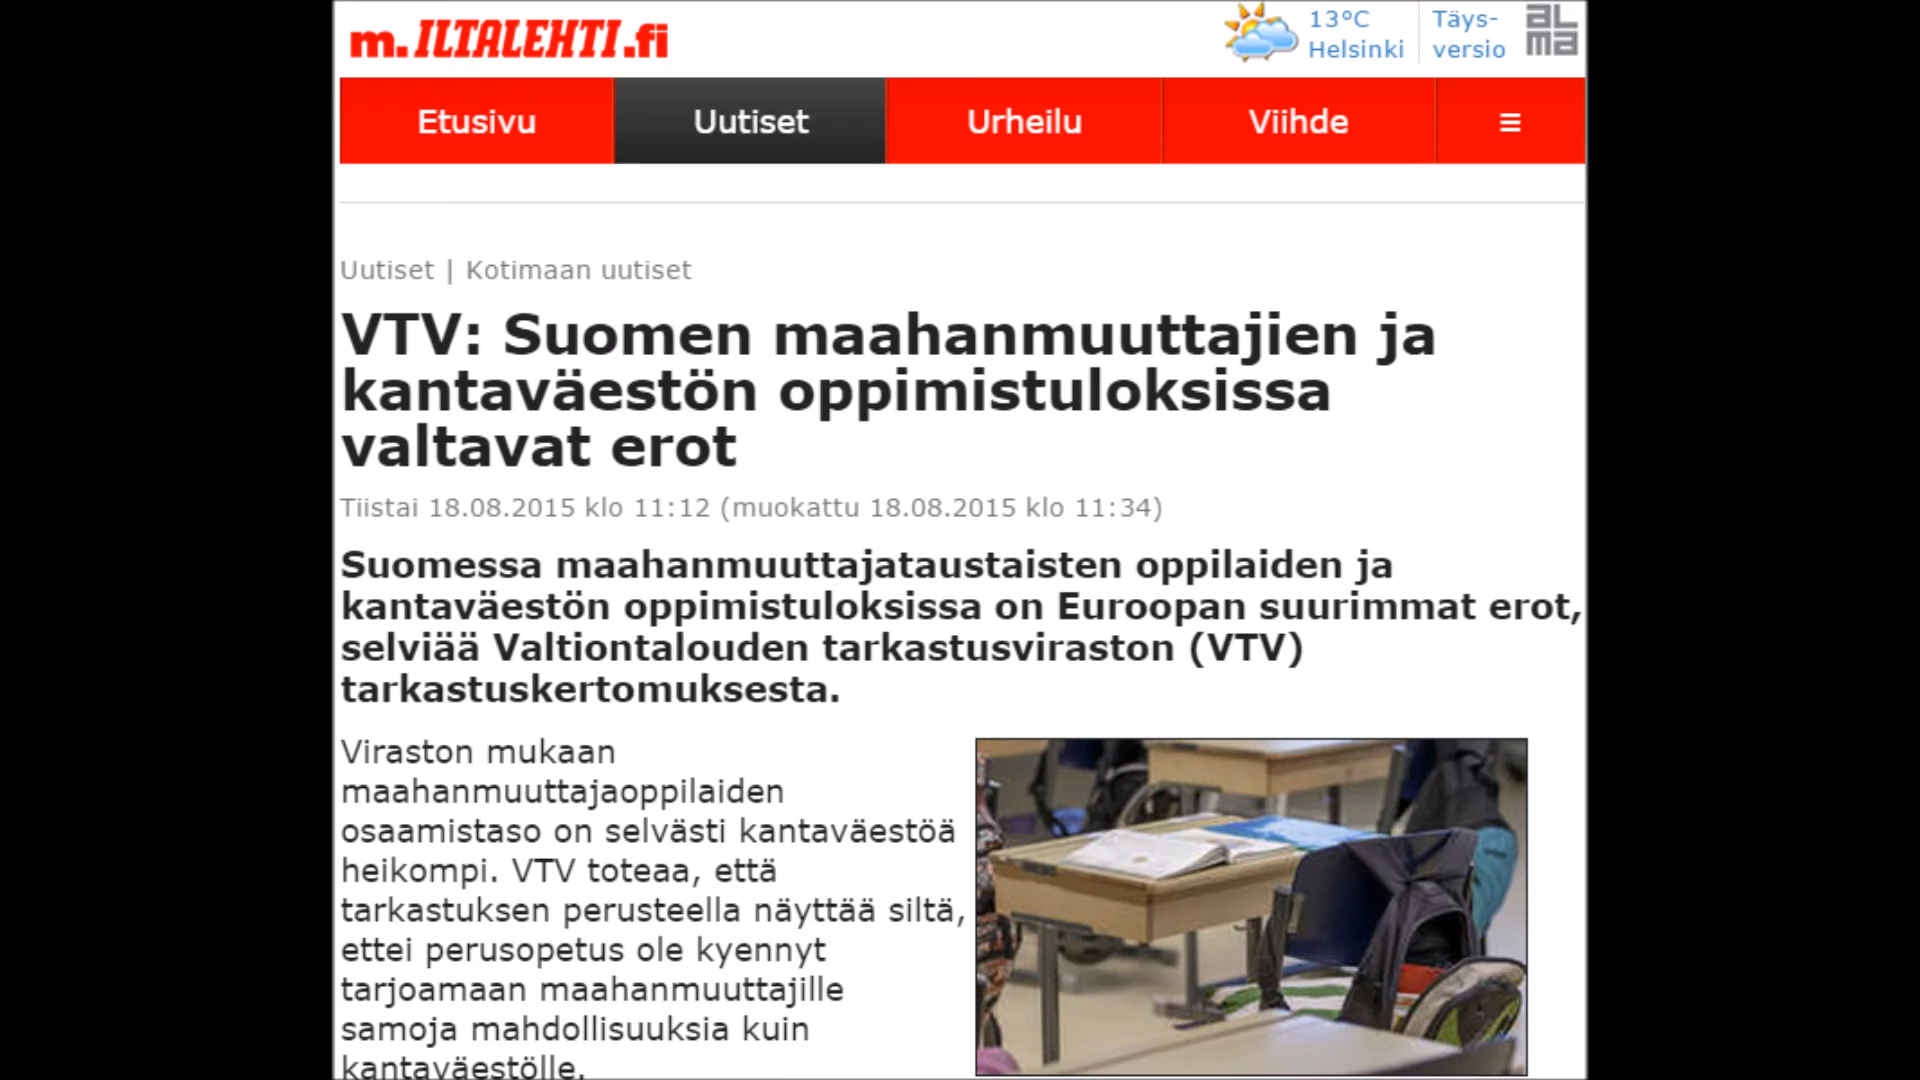 m.ILTALEHTI.fi
13°C
Helsinki
Täys-
versio
ALMA
Etusivu
Uutiset
Urheilu
Viihde
Uutiset | Kotimaan uutiset
VTV: Suomen maahanmuuttajien ja
kantaväestön oppimistuloksissa
valtavat erot
Tiistai 18.08.2015 klo 11:12 (muokattu 18.08.2015 klo 11:34)
Suomessa maahanmuuttajataustaisten oppilaiden ja
kantaväestön oppimistuloksissa on Euroopan suurimmat erot,
selviää Valtiontalouden tarkastusviraston (VTV)
tarkastuskertomuksesta.
Viraston mukaan
maahanmuuttajaoppilaiden
osaamistaso on selvästi kantaväestöä
heikompi. VTV toteaa, että
tarkastuksen perusteella näyttää siltä,
ettei perusopetus ole kyennyt
tarjoamaan maahanmuuttajille
samoja mahdollisuuksia kuin
kantaväestölle.